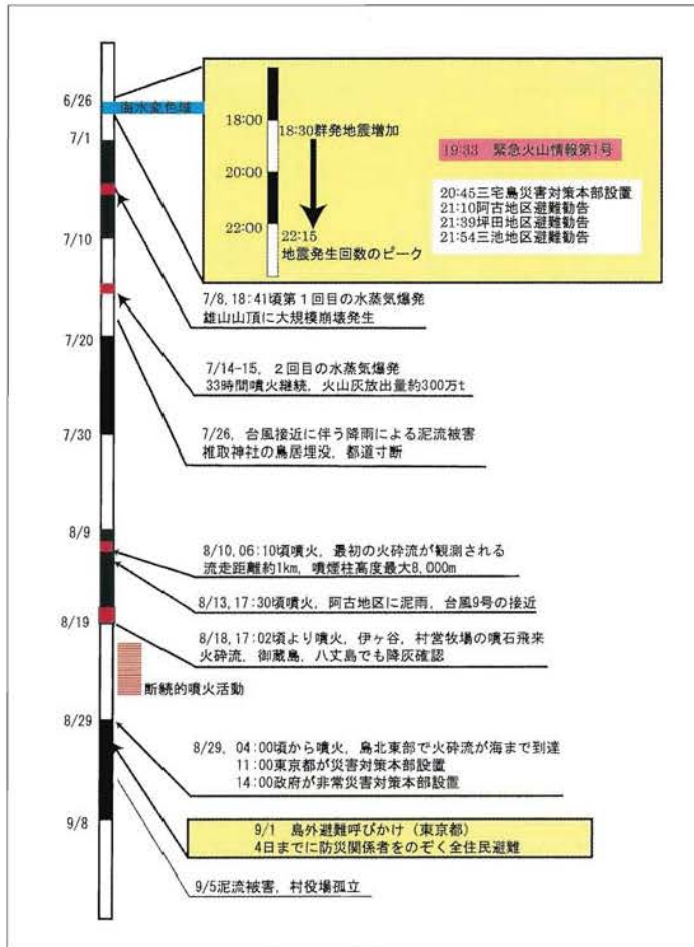 6/26
海水変色域
7/1
7/10
7/20
7/30
8/9
8/19
8/29
9/8
18:00
20:00
22:00
18:30群発地震増加
22:15
地震発生回数のピーク
19:33 緊急火山情報第1号
20:45三宅島災害対策本部設置
21:10阿古地区避難勧告
21:39坪田地区避難勧告
21:54三池地区避難勧告
7/8,18:41頃第1回目の水蒸気爆発
雄山山頂に大規模崩壊発生
7/14-15, 2回目の水蒸気爆発
33時間噴火継続, 火山灰放出量約300万t
7/26, 台風接近に伴う降雨による泥流被害
椎取神社の鳥居埋没, 都道寸断
8/10,06:10頃噴火, 最初の火砕流が観測される
流走距離約1km, 噴煙柱高度最大8,000m
8/13,17:30頃噴火, 阿古地区に泥雨, 台風9号の接近
8/18,17:02頃より噴火, 伊ヶ谷, 村営牧場の噴石飛来
火砕流, 御蔵島, 八丈島でも降灰確認
断続的噴火活動
8/29, 04:00頃から噴火, 島北東部で火砕流が海まで到達
11:00東京都が災害対策本部設置
14:00政府が非常災害対策本部設置
9/1 島外避難呼びかけ (東京都)
4日までに防災関係者をのぞく全住民避難
9/5泥流被害, 村役場孤立